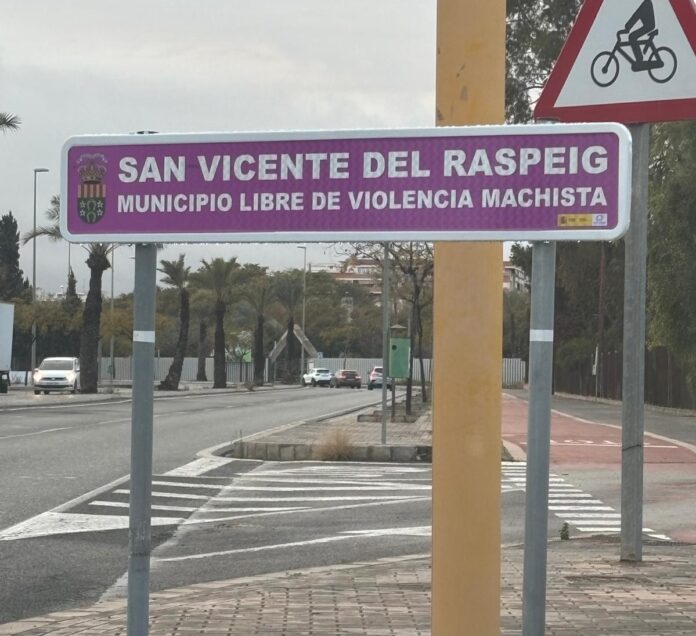 SAN VICENTE DEL RASPEIG
MUNICIPIO LIBRE DE VIOLENCIA MACHISTA